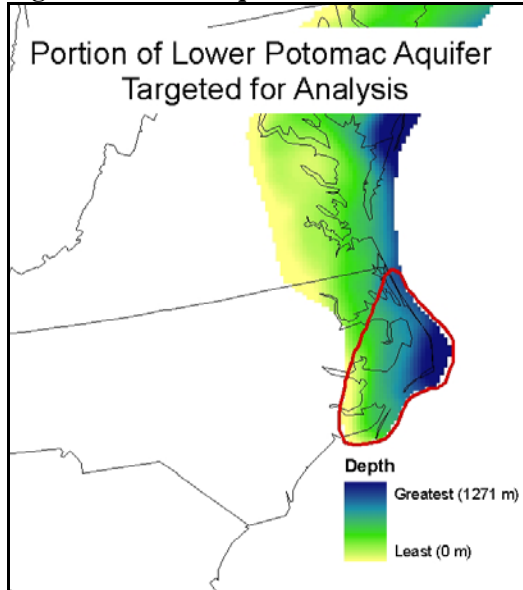 Portion of Lower Potomac Aquifer
Targeted for Analysis
Depth
Greatest (1271 m)
Least (0 m)